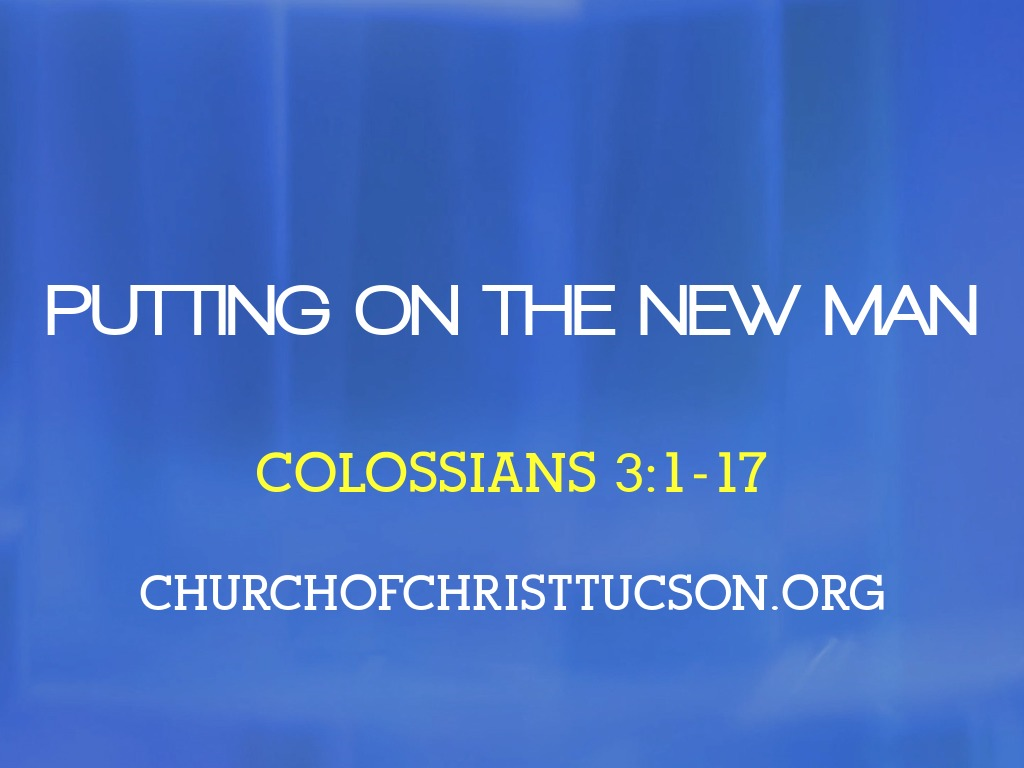 PUTTING ON THE NEW MAN
COLOSSIANS 3:1-17
CHURCHOFCHRISTTUCSON.ORG